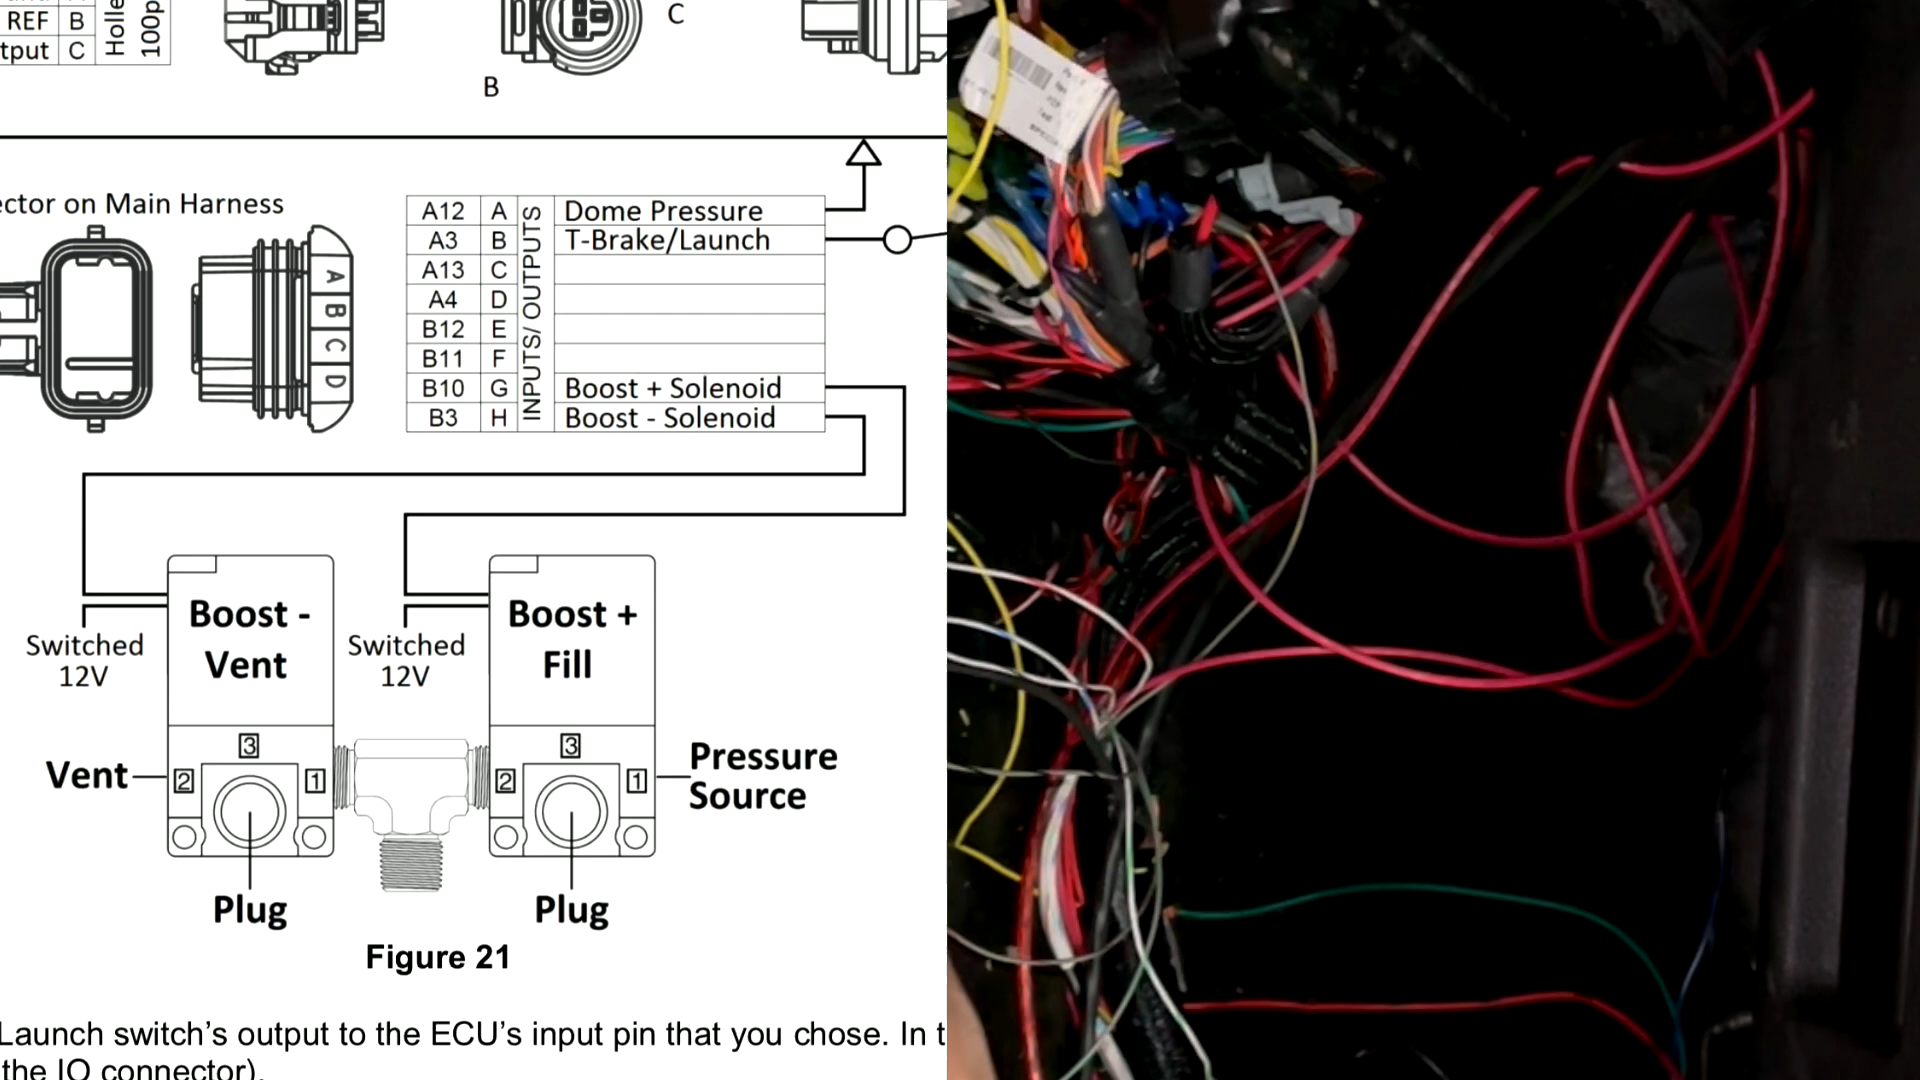 REF B
tput C
Holle
100p
C
B
ector on Main Harness
A
B
C
D
INPUTS/ OUTPUTS
A12 A Dome Pressure
A3 B T-Brake/Launch
A13 C
A4 D
B12 E
B11 F
B10 G Boost + Solenoid
B3 H Boost - Solenoid
Boost -
Vent
Boost +
Fill
Switched
12V
Switched
12V
3
3
Vent
2
1
2
1
Pressure
Source
Plug
Plug
Figure 21
Launch switch's output to the ECU's input pin that you chose. In t
the IO connector).